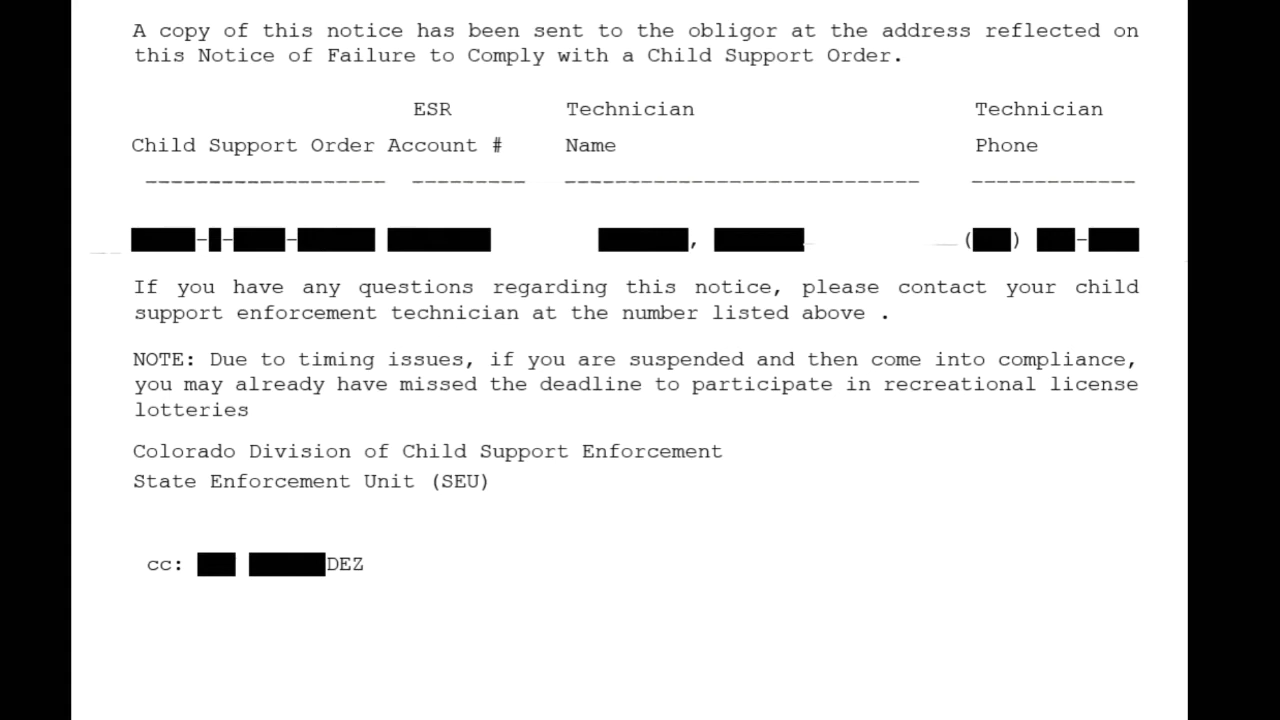 A copy of this notice has been sent to the obligor at the address reflected on
this Notice of Failure to Comply with a Child Support Order.
ESR Technician Technician
Child Support Order Account # Name Phone
------------------- --------- ---------------------------- -------------
- - - , ( ) -
If you have any questions regarding this notice, please contact your child
support enforcement technician at the number listed above .
NOTE: Due to timing issues, if you are suspended and then come into compliance,
you may already have missed the deadline to participate in recreational license
lotteries
Colorado Division of Child Support Enforcement
State Enforcement Unit (SEU)
cc: DEZ